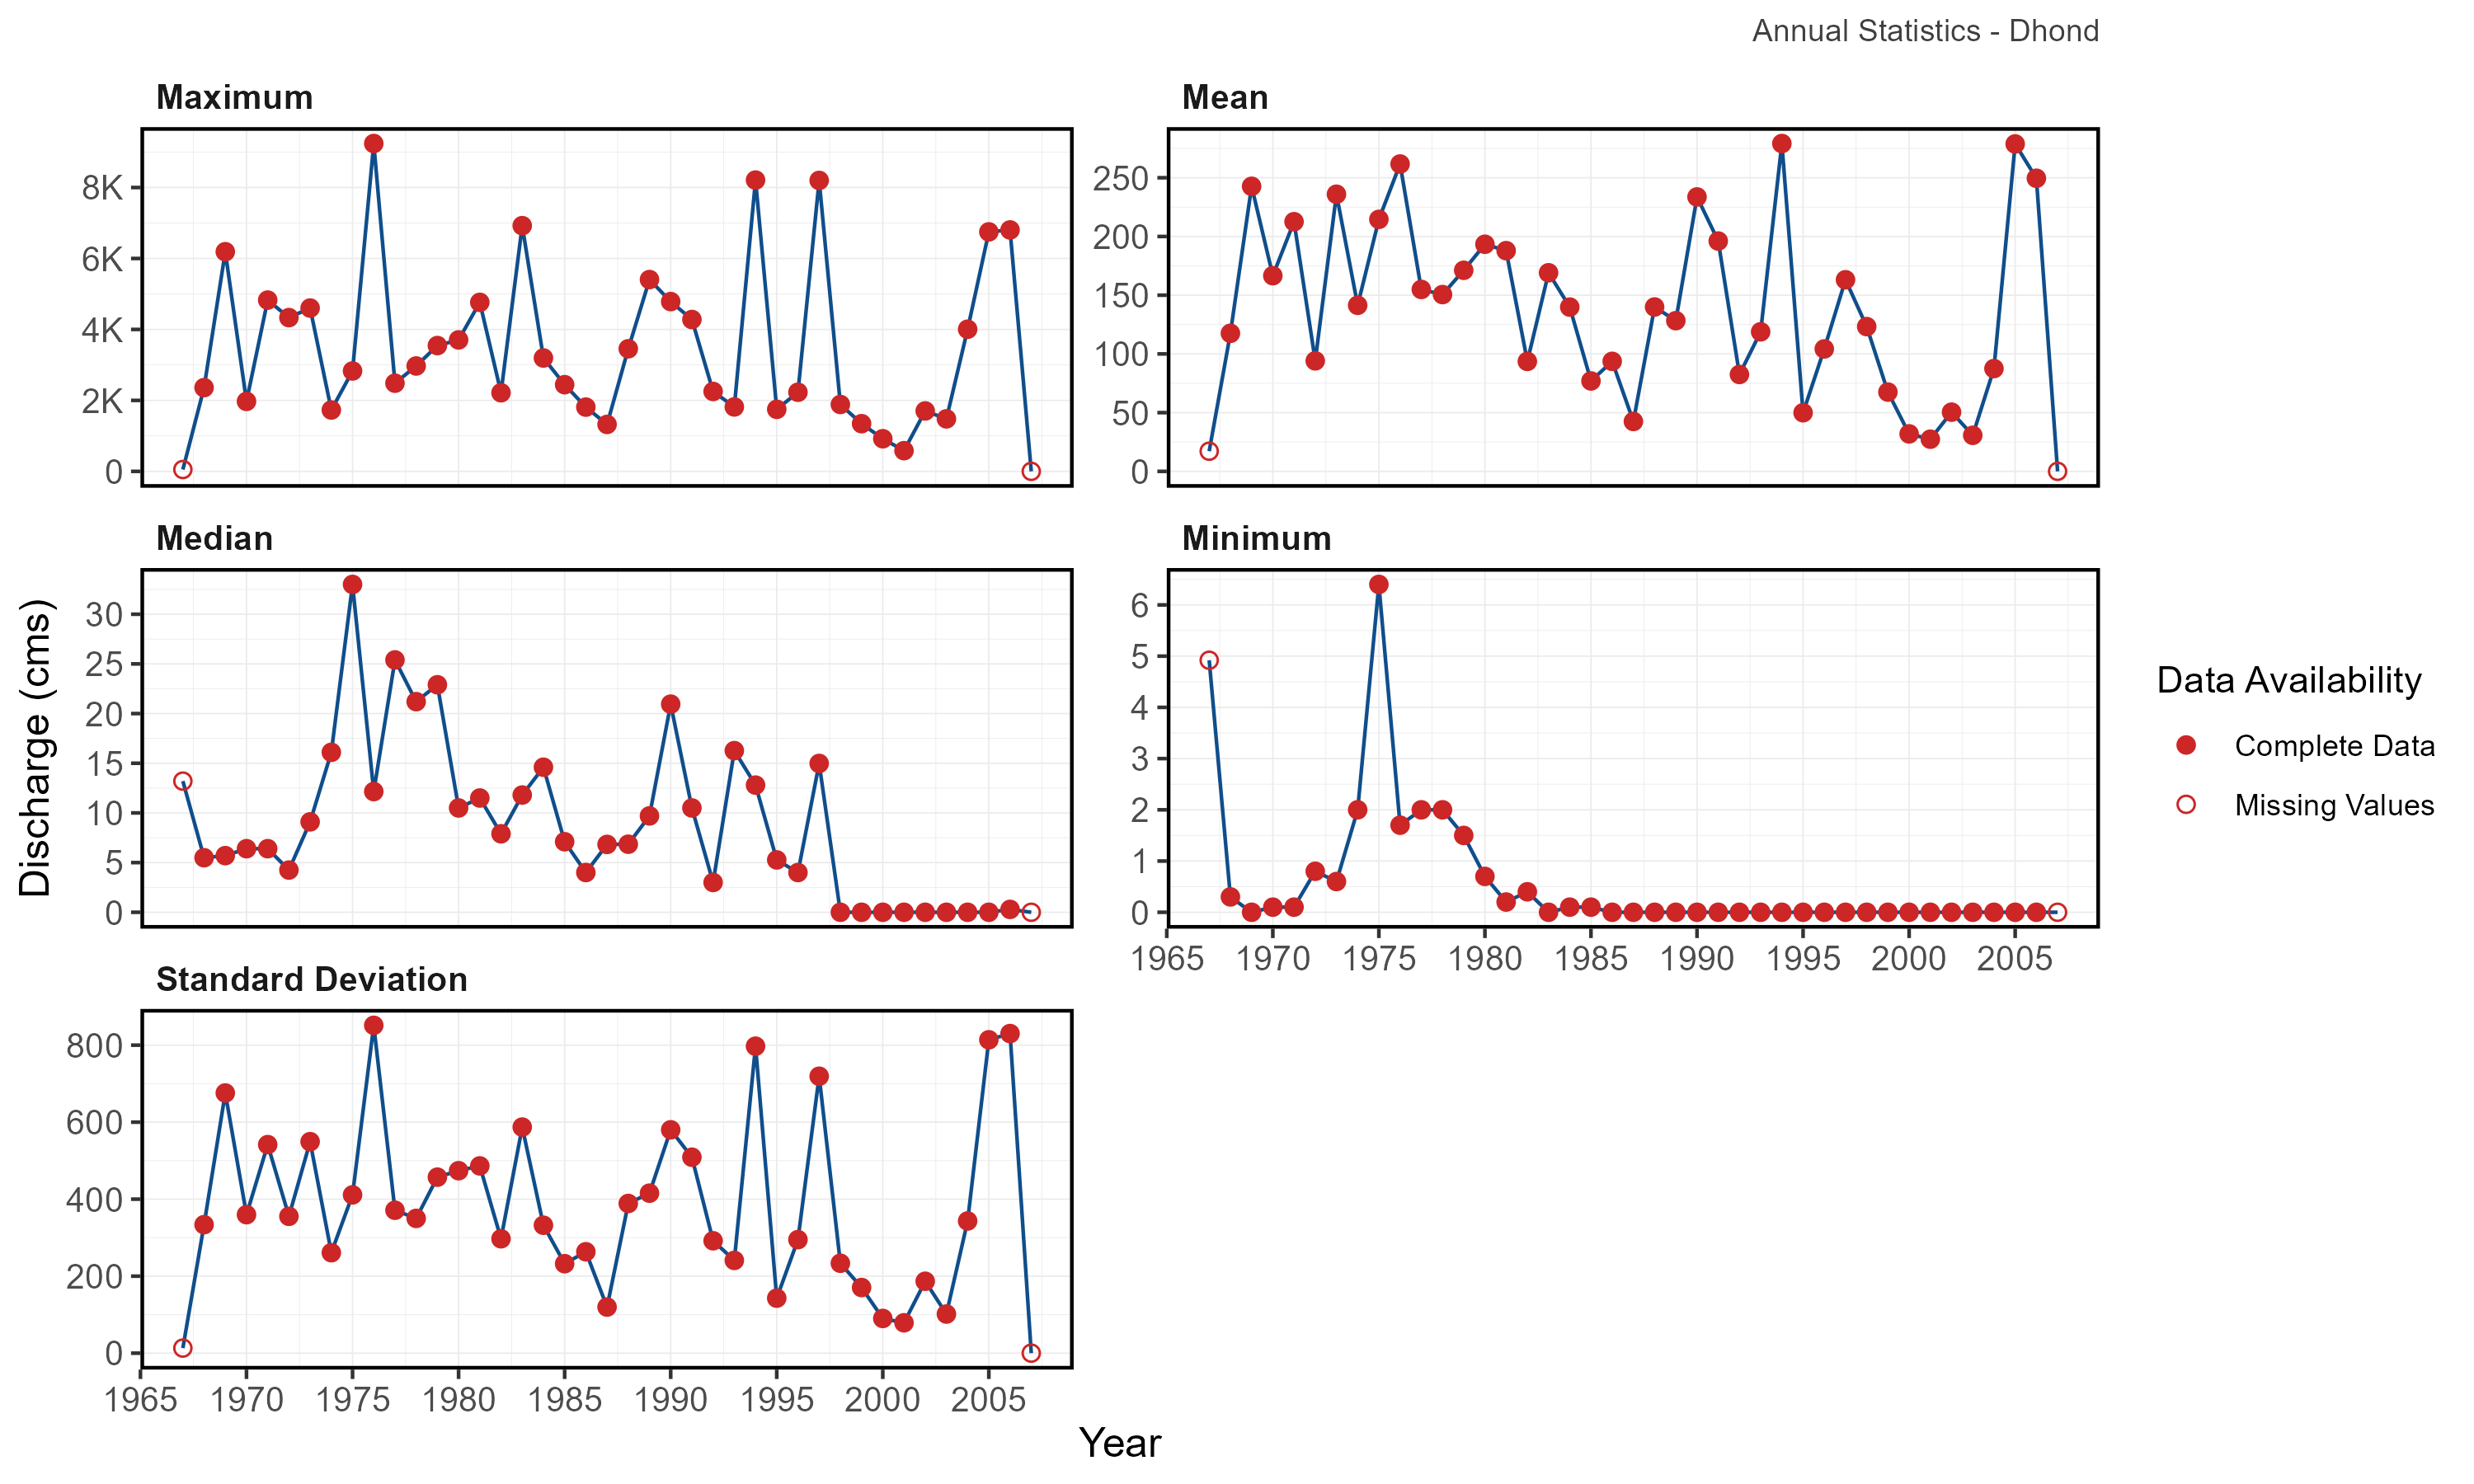 Annual Statistics - Dhond
Maximum
8K
6K
4K
2K
0
Mean
250
200
150
100
50
0
Median
30
25
20
15
10
5
0
Minimum
6
5
4
3
2
1
0
1965 1970 1975 1980 1985 1990 1995 2000 2005
Standard Deviation
800
600
400
200
0
1965 1970 1975 1980 1985 1990 1995 2000 2005
Discharge (cms)
Year
Data Availability
Complete Data
Missing Values